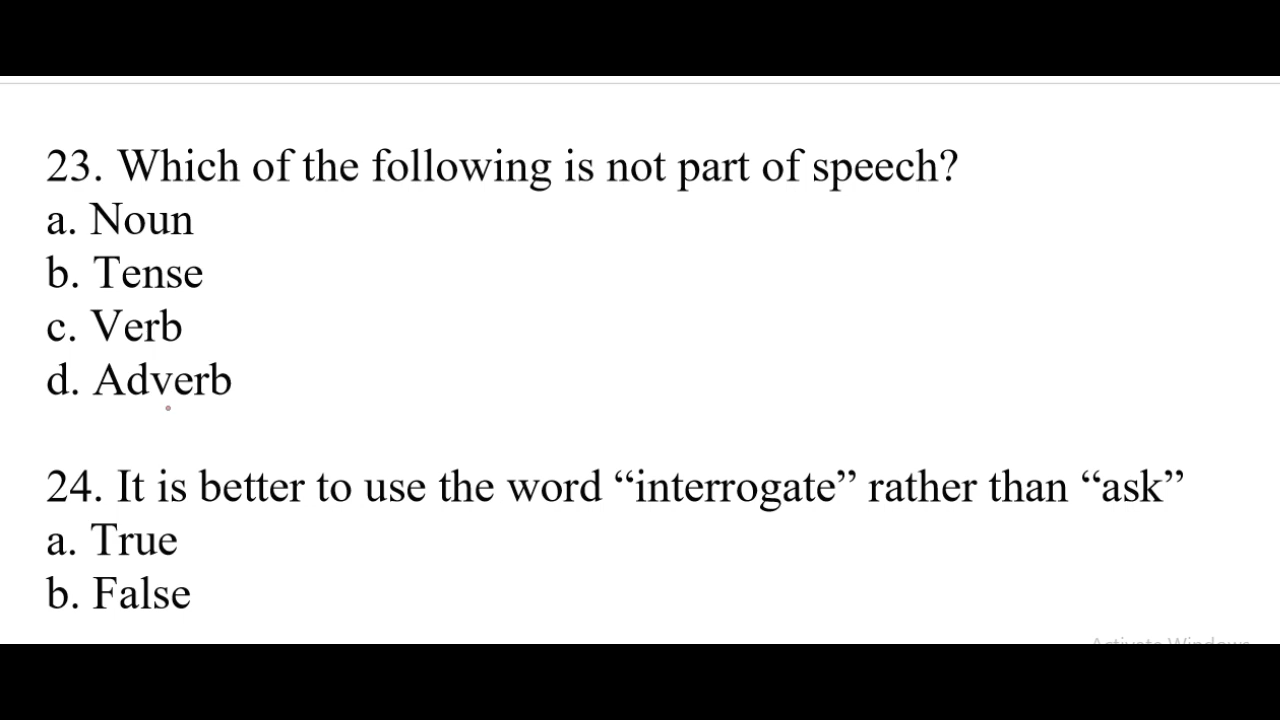 23. Which of the following is not part of speech?
a. Noun
b. Tense
c. Verb
d. Adverb
24. It is better to use the word “interrogate” rather than “ask”
a. True
b. False